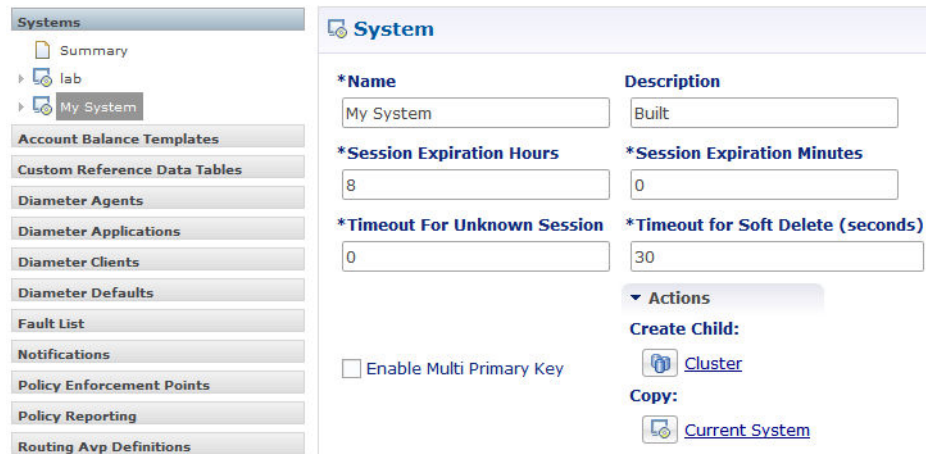 Systems
Summary
lab
My System
Account Balance Templates
Custom Reference Data Tables
Diameter Agents
Diameter Applications
Diameter Clients
Diameter Defaults
Fault List
Notifications
Policy Enforcement Points
Policy Reporting
Routing Avp Definitions
System
*Name
Description
My System
Built
*Session Expiration Hours
*Session Expiration Minutes
8
0
*Timeout For Unknown Session
*Timeout for Soft Delete (seconds)
0
30
Actions
Create Child:
Enable Multi Primary Key
Cluster
Copy:
Current System